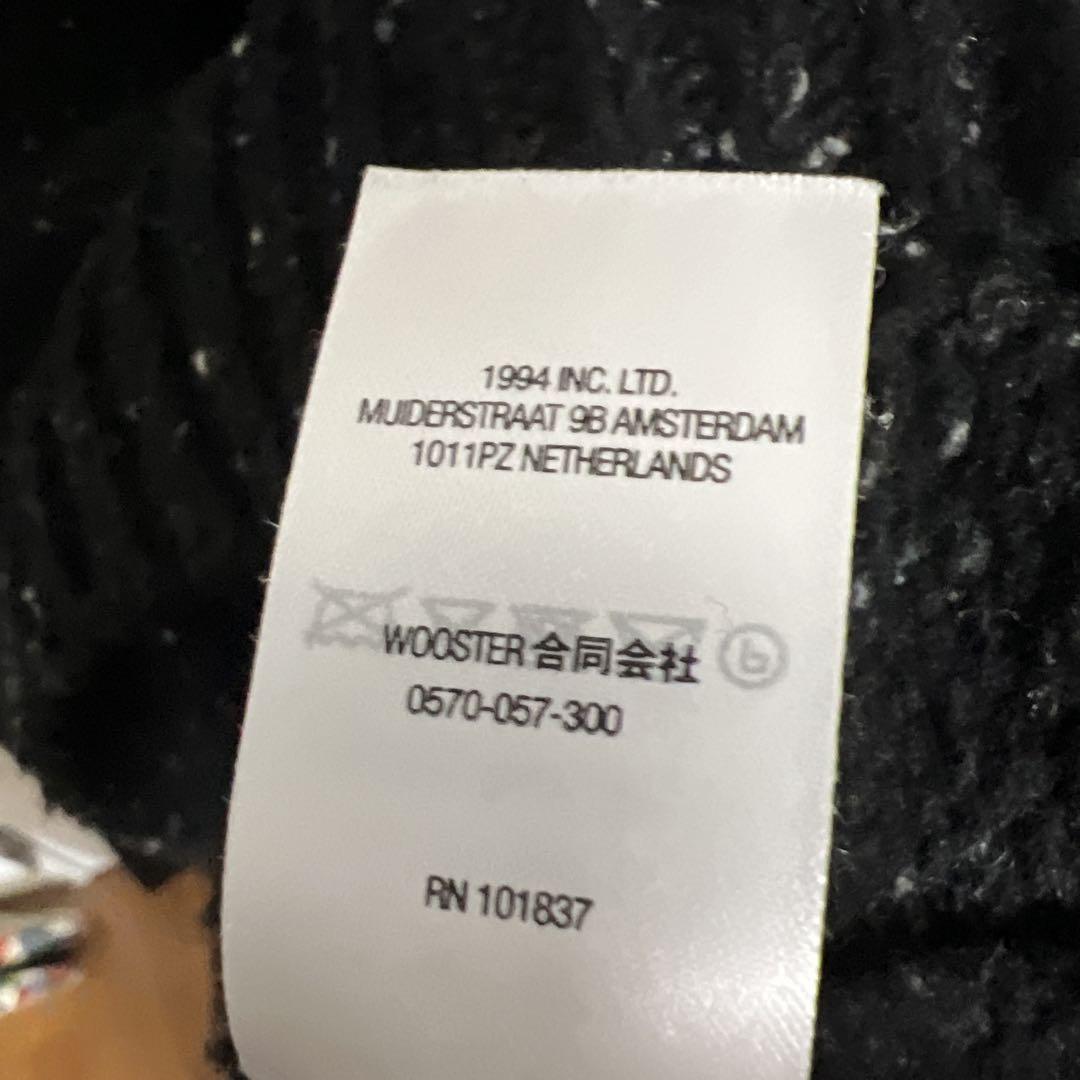 1994 INC. LTD.
MUIDERSTRAAT 9B AMSTERDAM
1011PZ NETHERLANDS
WOOSTER 合同会社
0570-057-300
RN 101837